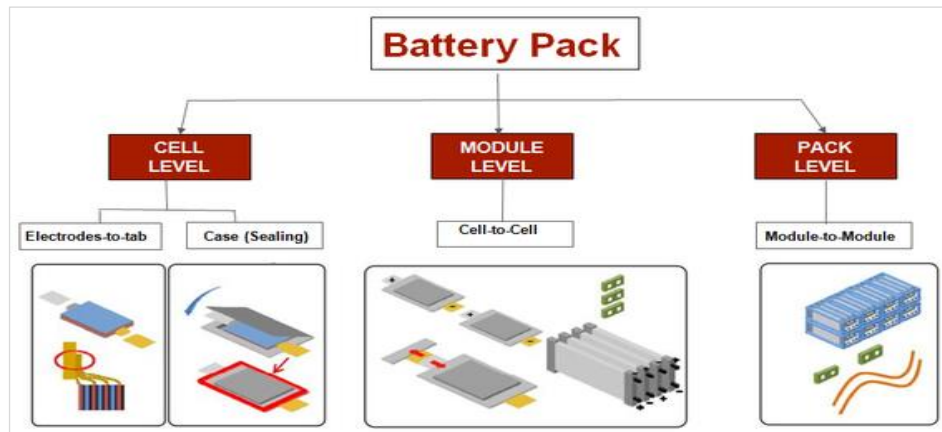 Battery Pack
CELL
LEVEL
MODULE
LEVEL
PACK
LEVEL
Electrodes-to-tab
Case (Sealing)
Cell-to-Cell
Module-to-Module